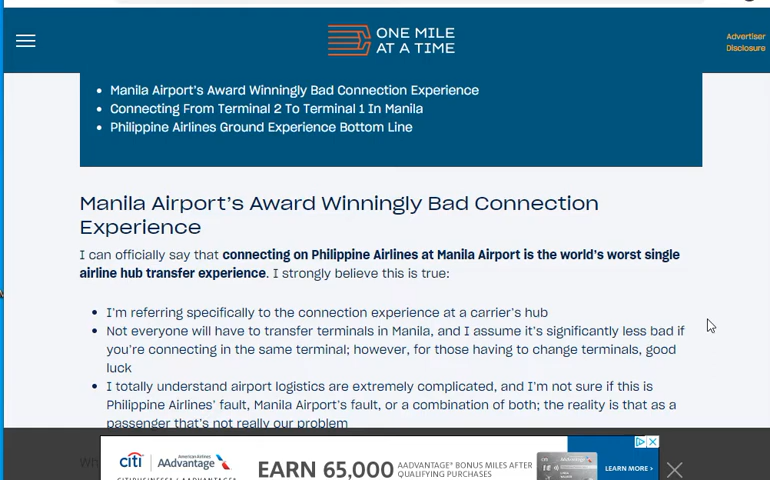 ONE MILE
AT A TIME
Advertiser
Disclosure
• Manila Airport's Award Winningly Bad Connection Experience
• Connecting From Terminal 2 To Terminal 1 In Manila
• Philippine Airlines Ground Experience Bottom Line
Manila Airport's Award Winningly Bad Connection
Experience
I can officially say that connecting on Philippine Airlines at Manila Airport is the world's worst single
airline hub transfer experience. I strongly believe this is true:
• I'm referring specifically to the connection experience at a carrier's hub
• Not everyone will have to transfer terminals in Manila, and I assume it's significantly less bad if
you're connecting in the same terminal; however, for those having to change terminals, good
luck
• I totally understand airport logistics are extremely complicated, and I'm not sure if this is
Philippine Airlines' fault, Manila Airport's fault, or a combination of both; the reality is that as a
passenger that's not really our problem
citi
American Airlines
AAdvantage
EARN 65,000
AADVANTAGE® BONUS MILES AFTER
QUALIFYING PURCHASES
LEARN MORE ›